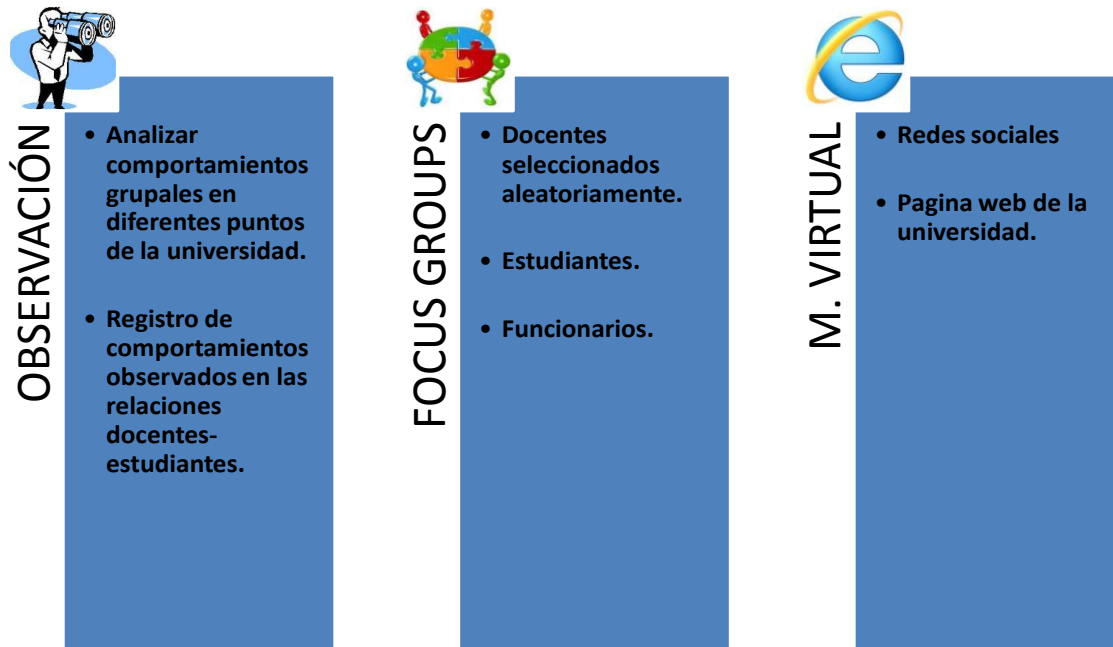 OBSERVACIÓN
• Analizar
comportamientos
grupales en
diferentes puntos
de la universidad.
• Registro de
comportamientos
observados en las
relaciones
docentes-
estudiantes.
FOCUS GROUPS
• Docentes
seleccionados
aleatoriamente.
• Estudiantes.
• Funcionarios.
M. VIRTUAL
• Redes sociales
• Pagina web de la
universidad.